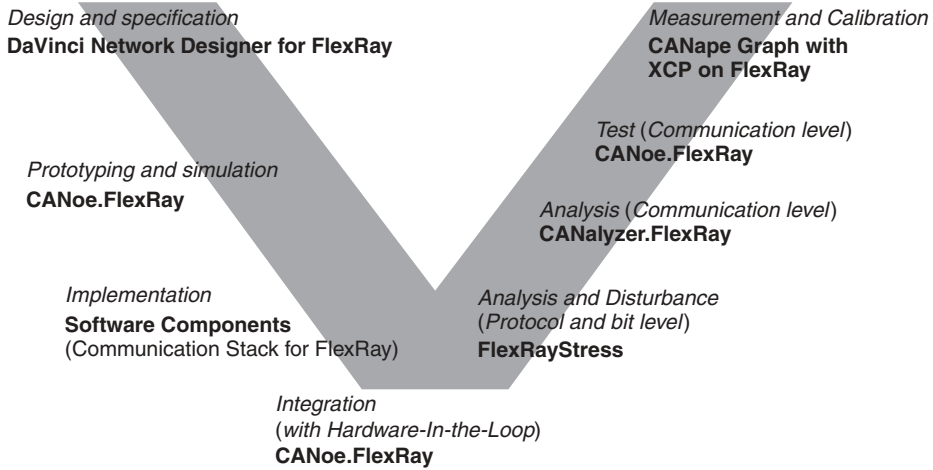 Design and specification
DaVinci Network Designer for FlexRay
Prototyping and simulation
CANoe.FlexRay
Implementation
Software Components
(Communication Stack for FlexRay)
Integration
(with Hardware-In-the-Loop)
CANoe.FlexRay
Analysis and Disturbance
(Protocol and bit level)
FlexRayStress
Analysis (Communication level)
CANalyzer.FlexRay
Test (Communication level)
CANoe.FlexRay
Measurement and Calibration
CANape Graph with
XCP on FlexRay